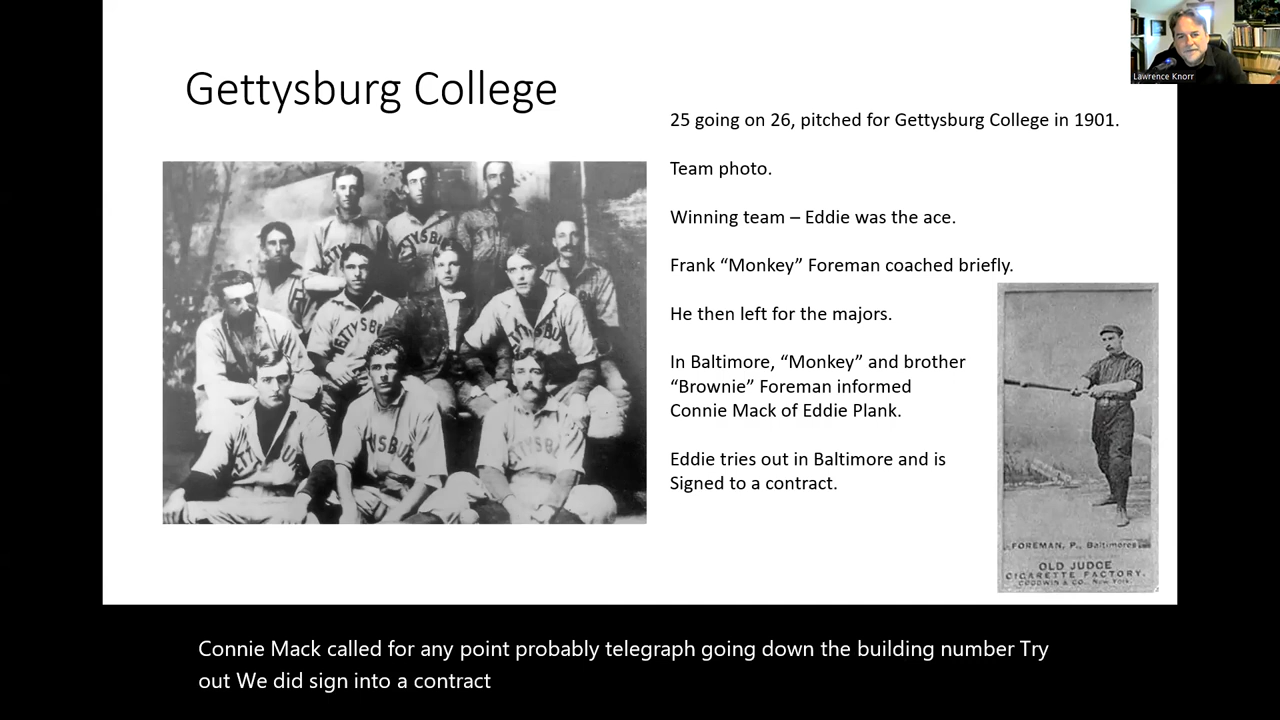 Lawrence Knorr
Gettysburg College
25 going on 26, pitched for Gettysburg College in 1901.
Team photo.
Winning team – Eddie was the ace.
Frank “Monkey” Foreman coached briefly.
He then left for the majors.
In Baltimore, “Monkey” and brother
“Brownie” Foreman informed
Connie Mack of Eddie Plank.
Eddie tries out in Baltimore and is
Signed to a contract.
FOREMAN, P., Baltimores
OLD JUDGE
CIGARETTE FACTORY.
GOODWIN & CO. New York.
Connie Mack called for any point probably telegraph going down the building number Try
out We did sign into a contract